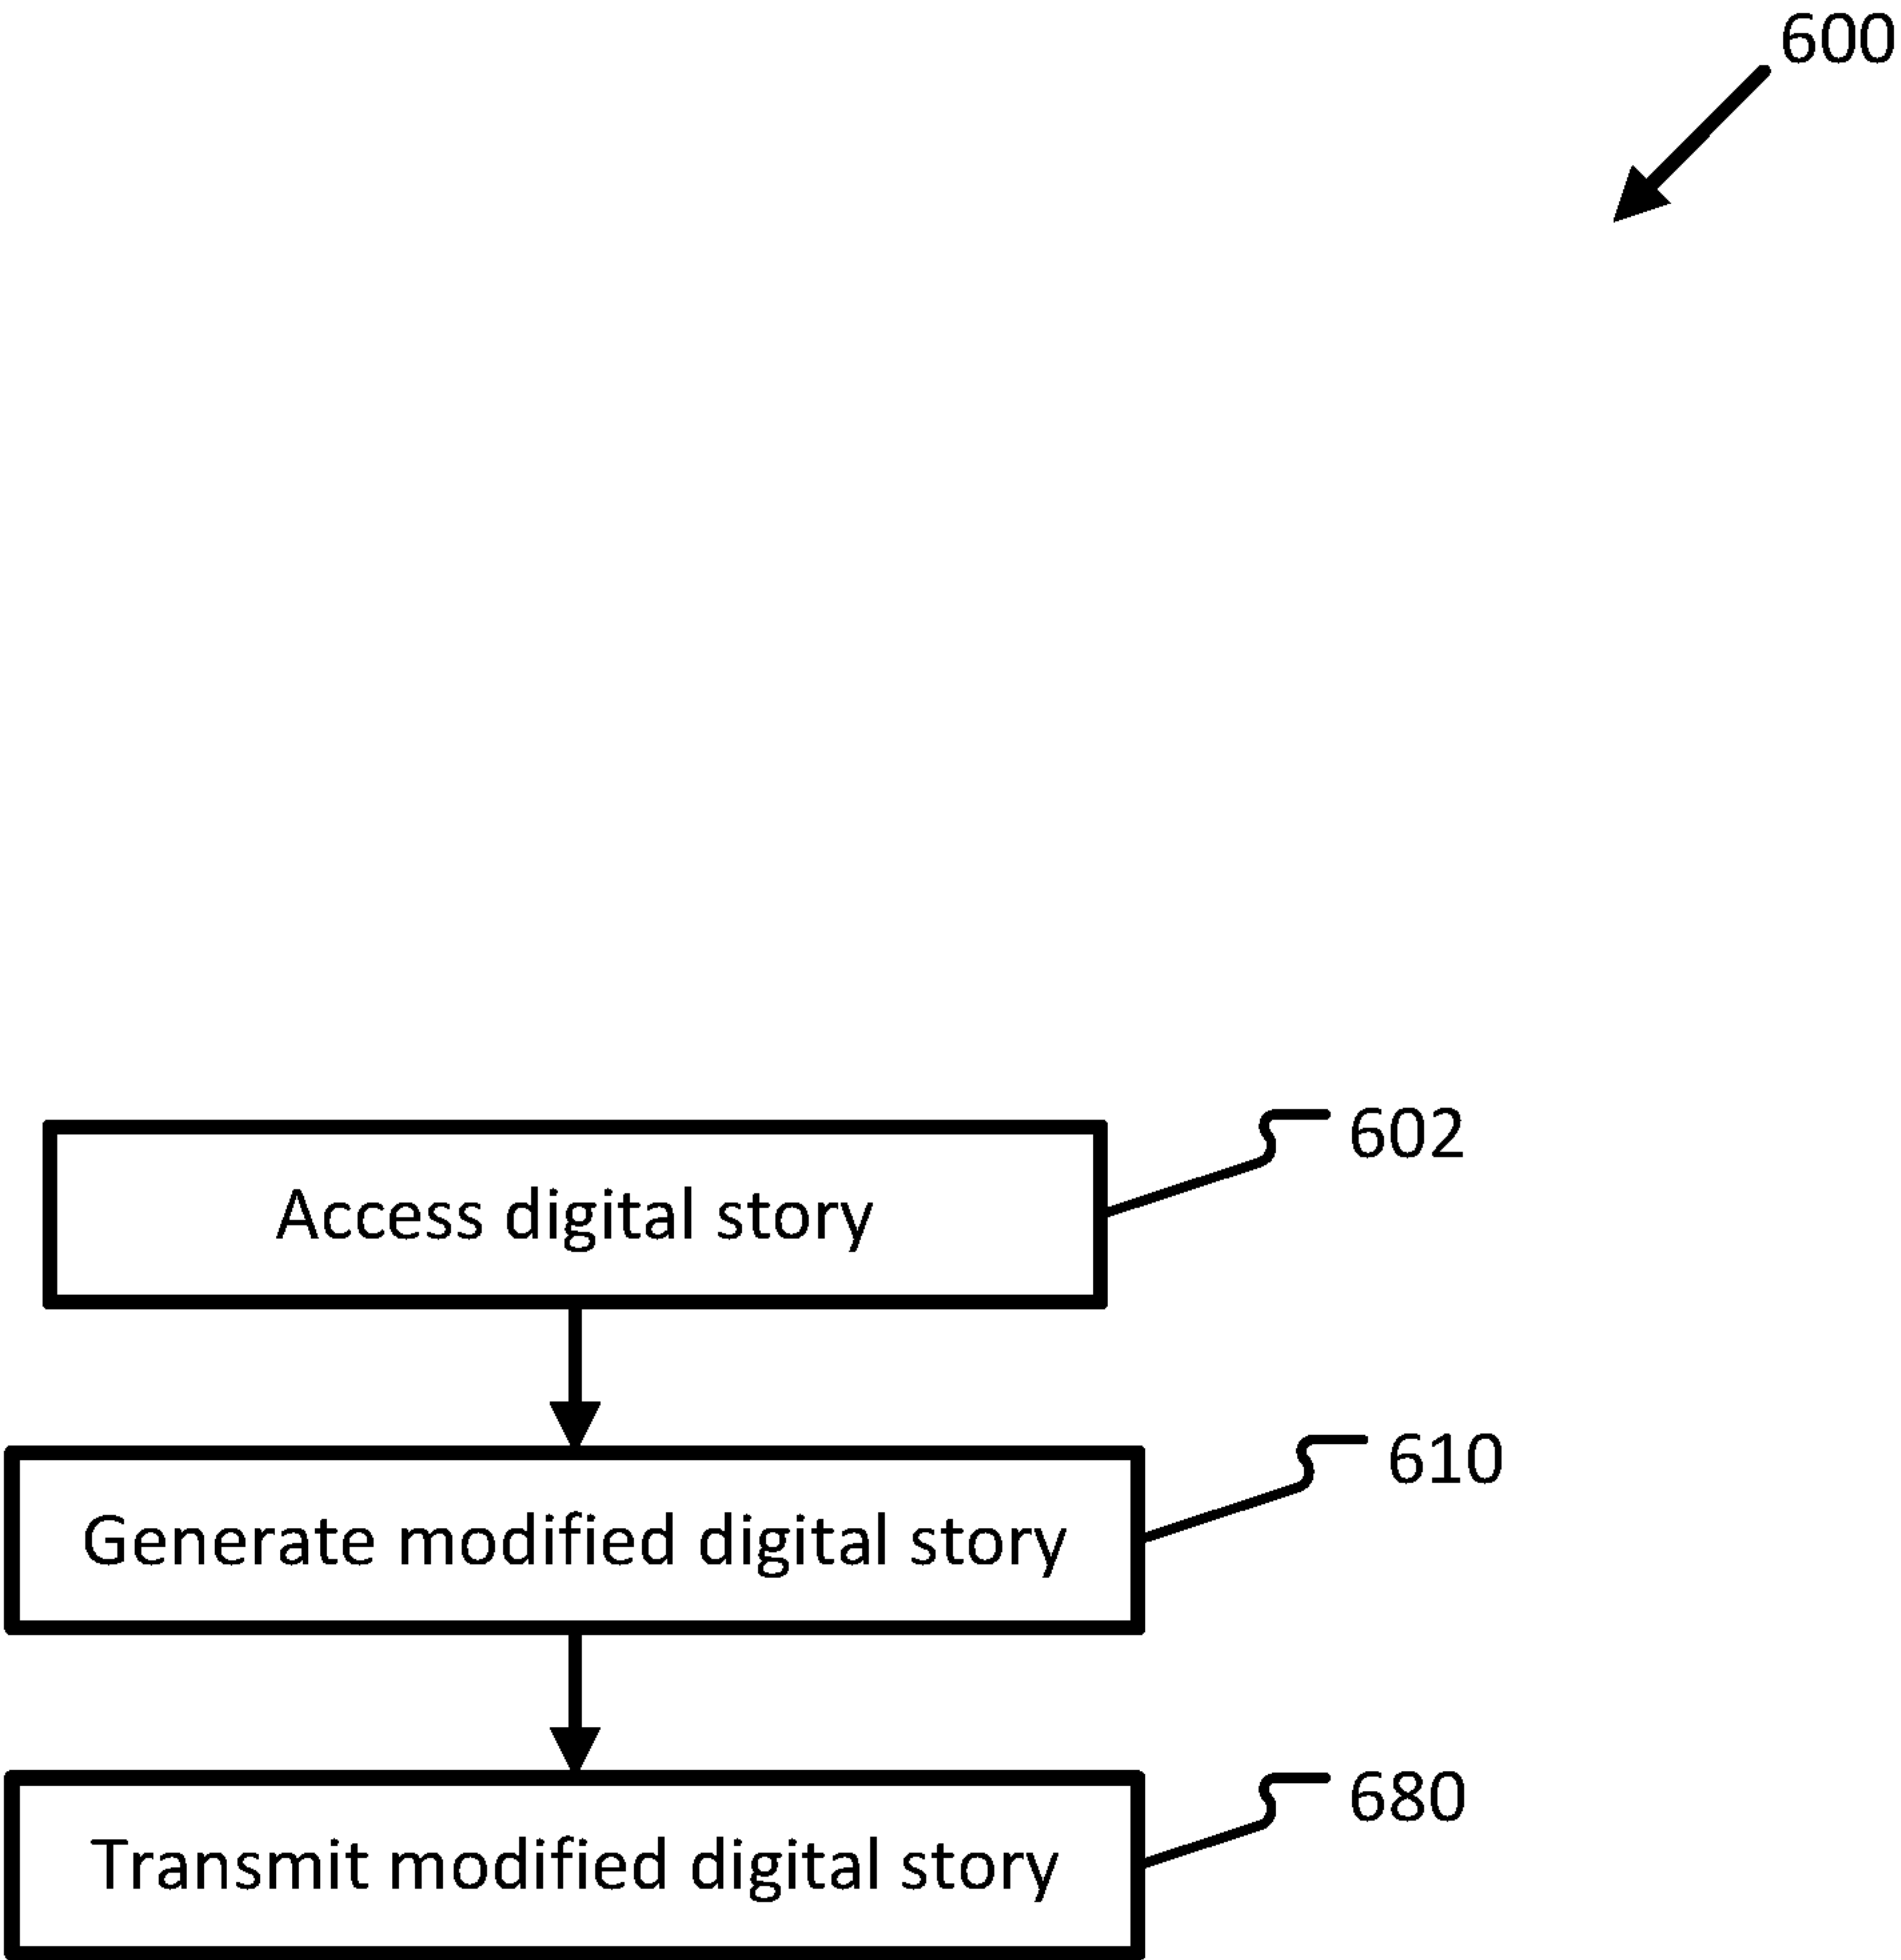 600
Access digital story
602
Generate modified digital story
610
Transmit modified digital story
680